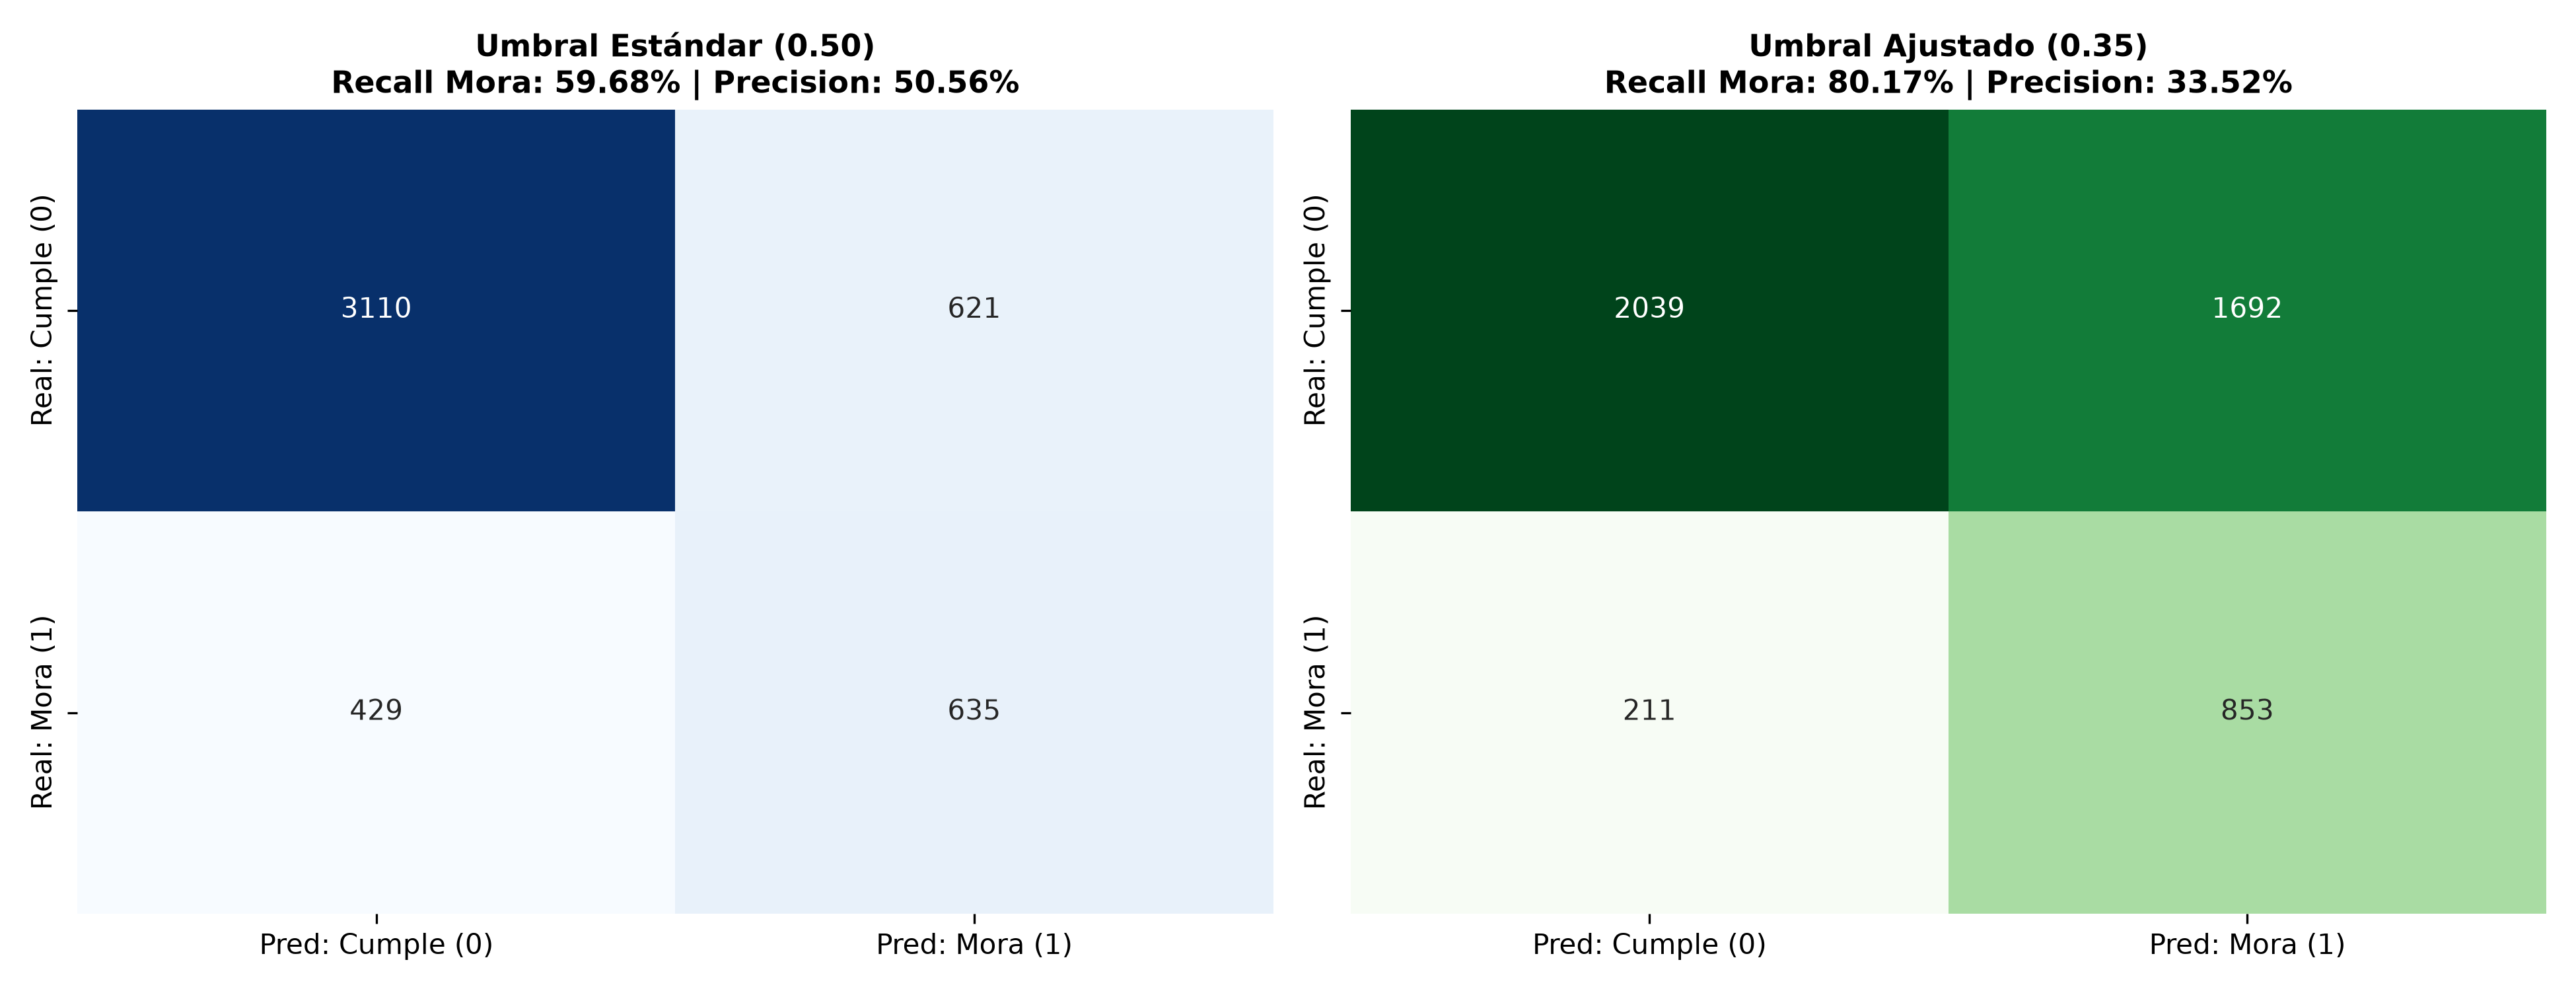 Umbral Estándar (0.50)
Recall Mora: 59.68% | Precision: 50.56%
Real: Cumple (0)
3110
621
Real: Mora (1)
429
635
Pred: Cumple (0)
Pred: Mora (1)
Umbral Ajustado (0.35)
Recall Mora: 80.17% | Precision: 33.52%
Real: Cumple (0)
2039
1692
Real: Mora (1)
211
853
Pred: Cumple (0)
Pred: Mora (1)